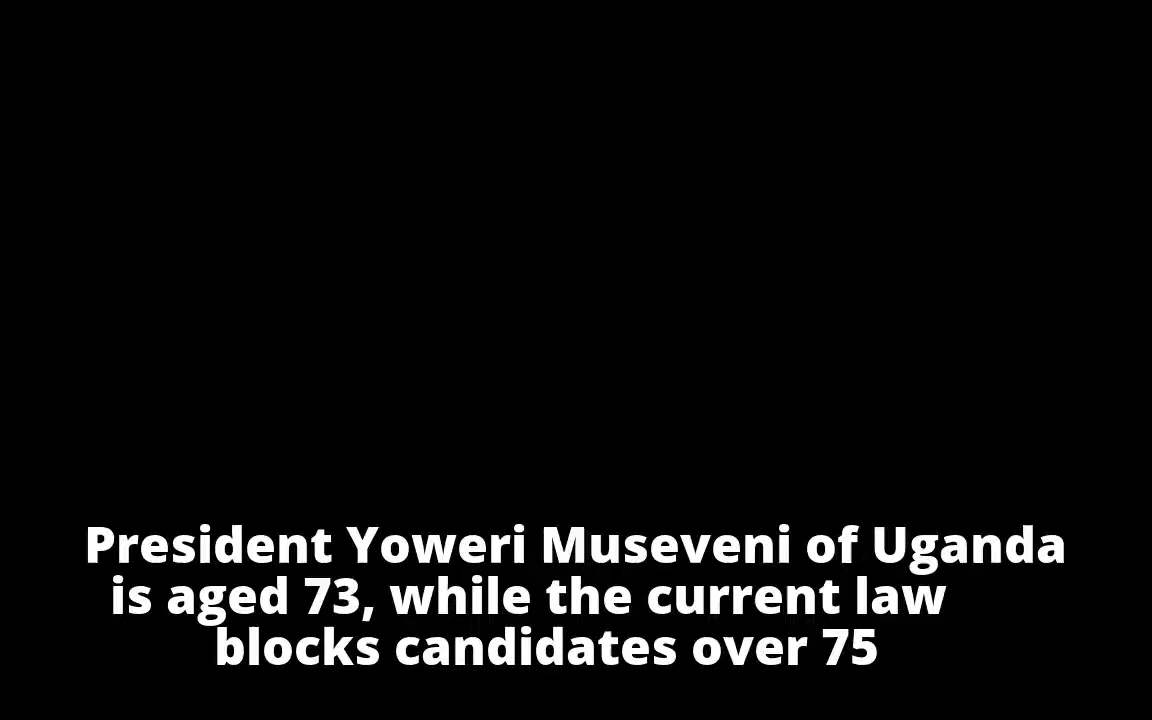 President Yoweri Museveni of Uganda
is aged 73, while the current law
blocks candidates over 75